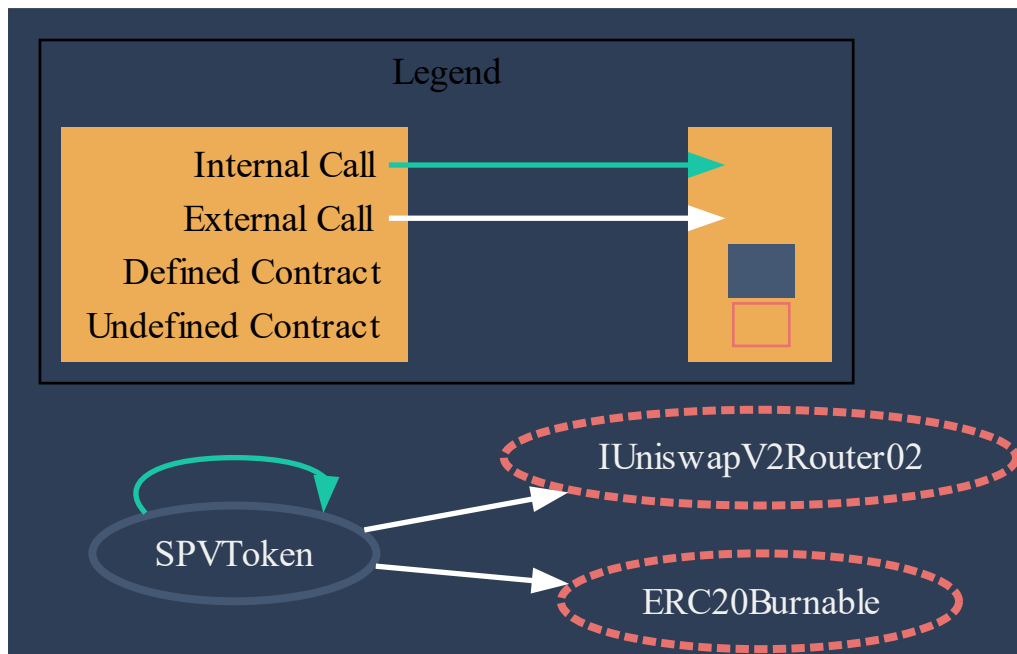 Legend
Internal Call
External Call
Defined Contract
Undefined Contract
IUniswapV2Router02
SPVToken
ERC20Burnable